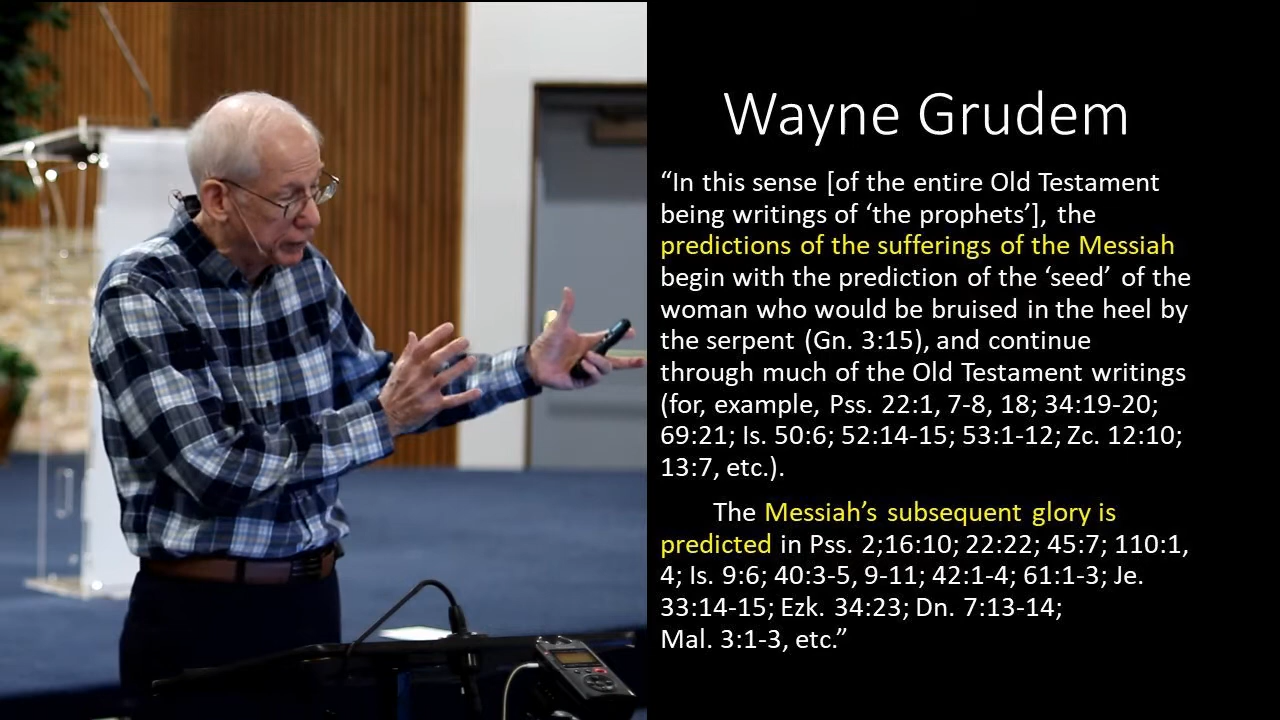 Wayne Grudem
“In this sense [of the entire Old Testament
being writings of ‘the prophets’], the
predictions of the sufferings of the Messiah
begin with the prediction of the ‘seed’ of the
woman who would be bruised in the heel by
the serpent (Gn. 3:15), and continue
through much of the Old Testament writings
(for, example, Pss. 22:1, 7-8, 18; 34:19-20;
69:21; Is. 50:6; 52:14-15; 53:1-12; Zc. 12:10;
13:7, etc.).
The Messiah’s subsequent glory is
predicted in Pss. 2;16:10; 22:22; 45:7; 110:1,
4; Is. 9:6; 40:3-5, 9-11; 42:1-4; 61:1-3; Je.
33:14-15; Ezk. 34:23; Dn. 7:13-14;
Mal. 3:1-3, etc.”